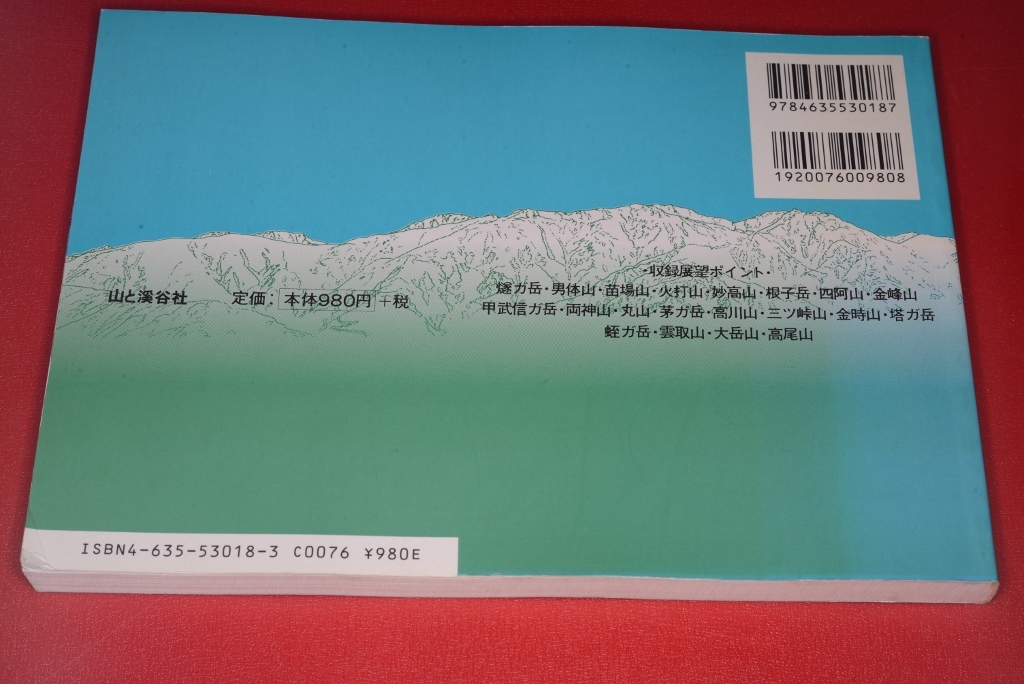 9784635530187
1920076009808
・収録展望ポイント・
燧ガ岳・男体山・苗場山・火打山・妙高山・根子岳・四阿山・金峰山
甲武信ガ岳・両神山・丸山・茅ガ岳・高川山・三ツ峠山・金時山・塔ガ岳
蛭ガ岳・雲取山・大岳山・高尾山
山と溪谷社 定価：本体980円＋税
ISBN4-635-53018-3 C0076 ¥980E